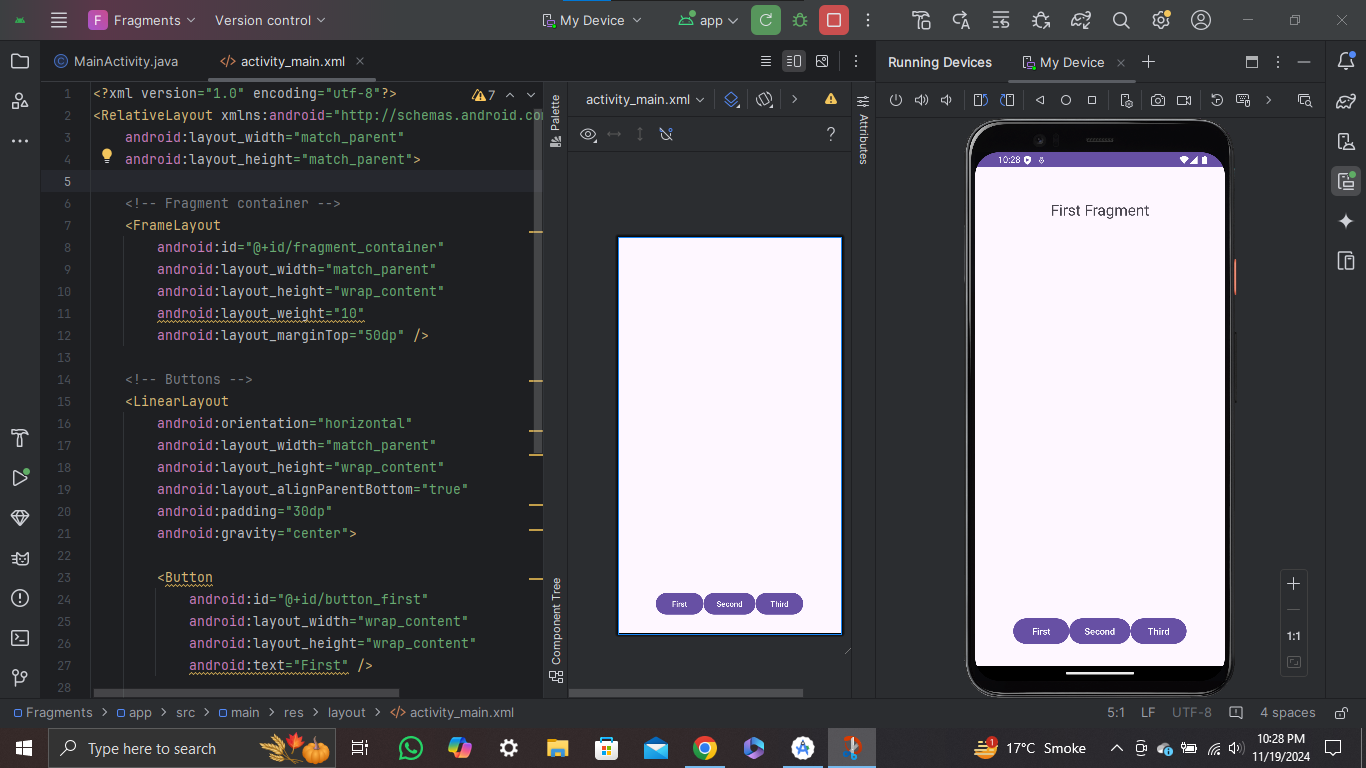 F Fragments Version control My Device app
MainActivity.java activity_main.xml Running Devices My Device
1 <?xml version="1.0" encoding="utf-8"?> 7
2 <RelativeLayout xmlns:android="http://schemas.android.co
3 android:layout_width="match_parent"
4 android:layout_height="match_parent">
5
6 <!-- Fragment container -->
7 <FrameLayout
8 android:id="@+id/fragment_container"
9 android:layout_width="match_parent"
10 android:layout_height="wrap_content"
11 android:layout_weight="10"
12 android:layout_marginTop="50dp" />
13
14 <!-- Buttons -->
15 <LinearLayout
16 android:orientation="horizontal"
17 android:layout_width="match_parent"
18 android:layout_height="wrap_content"
19 android:layout_alignParentBottom="true"
20 android:padding="30dp"
21 android:gravity="center">
22
23 <Button
24 android:id="@+id/button_first"
25 android:layout_width="wrap_content"
26 android:layout_height="wrap_content"
27 android:text="First" />
28
Palette
Component Tree
activity_main.xml
?
First Second Third
Attributes
10:28
First Fragment
First Second Third
1:1
Fragments > app > src > main > res > layout > activity_main.xml 5:1 LF UTF-8 4 spaces
Type here to search 1 17°C Smoke 10:28 PM
11/19/2024